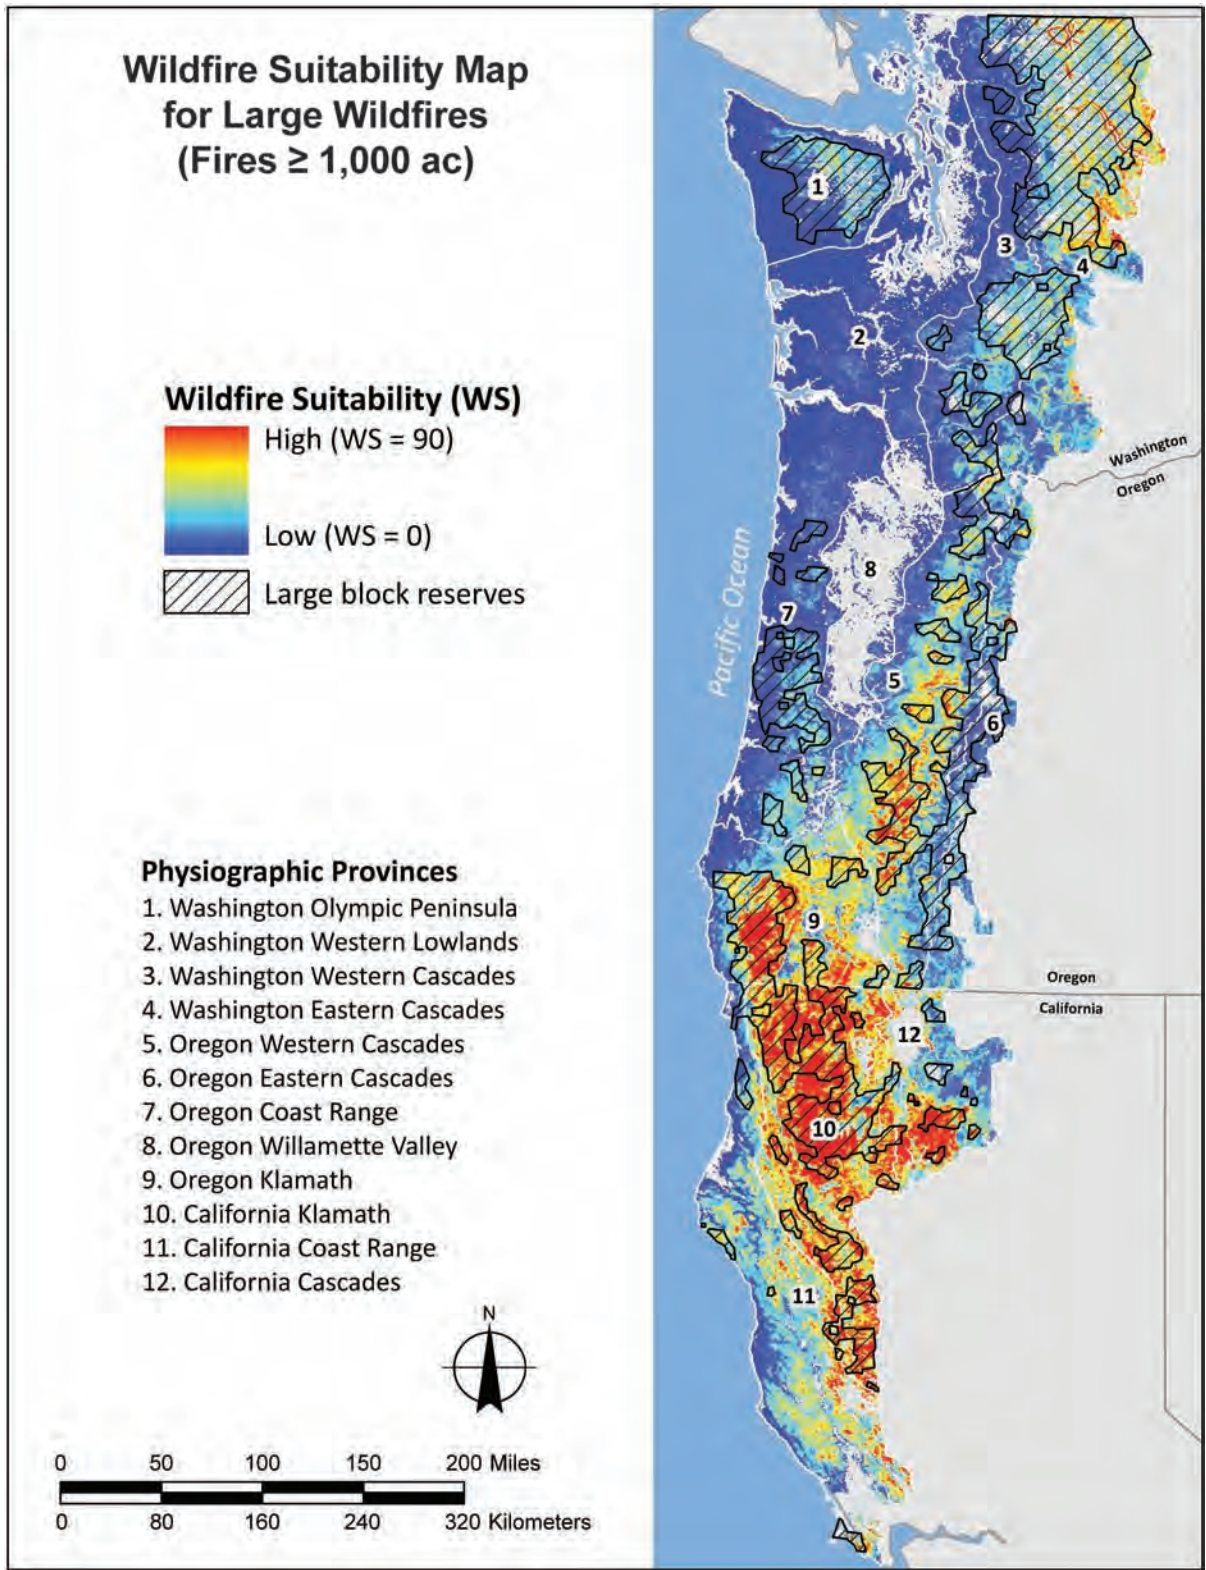 Wildfire Suitability Map
for Large Wildfires
(Fires ≥ 1,000 ac)
Wildfire Suitability (WS)
High (WS = 90)
Low (WS = 0)
Large block reserves
Physiographic Provinces
1. Washington Olympic Peninsula
2. Washington Western Lowlands
3. Washington Western Cascades
4. Washington Eastern Cascades
5. Oregon Western Cascades
6. Oregon Eastern Cascades
7. Oregon Coast Range
8. Oregon Willamette Valley
9. Oregon Klamath
10. California Klamath
11. California Coast Range
12. California Cascades
N
0 50 100 150 200 Miles
0 80 160 240 320 Kilometers
Pacific Ocean
1
3
4
2
Washington
Oregon
8
7
5
6
9
Oregon
California
12
10
11